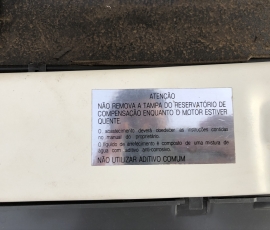 ATENÇÃO
NÃO REMOVA A TAMPA DO RESERVATÓRIO DE
COMPENSAÇÃO ENQUANTO O MOTOR ESTIVER
QUENTE.
O abastecimento deverá obedecer as instruções contidas
no manual do proprietário.
O líquido de arrefecimento é composto de uma mistura de
água com aditivo anti-corrosivo.
NÃO UTILIZAR ADITIVO COMUM